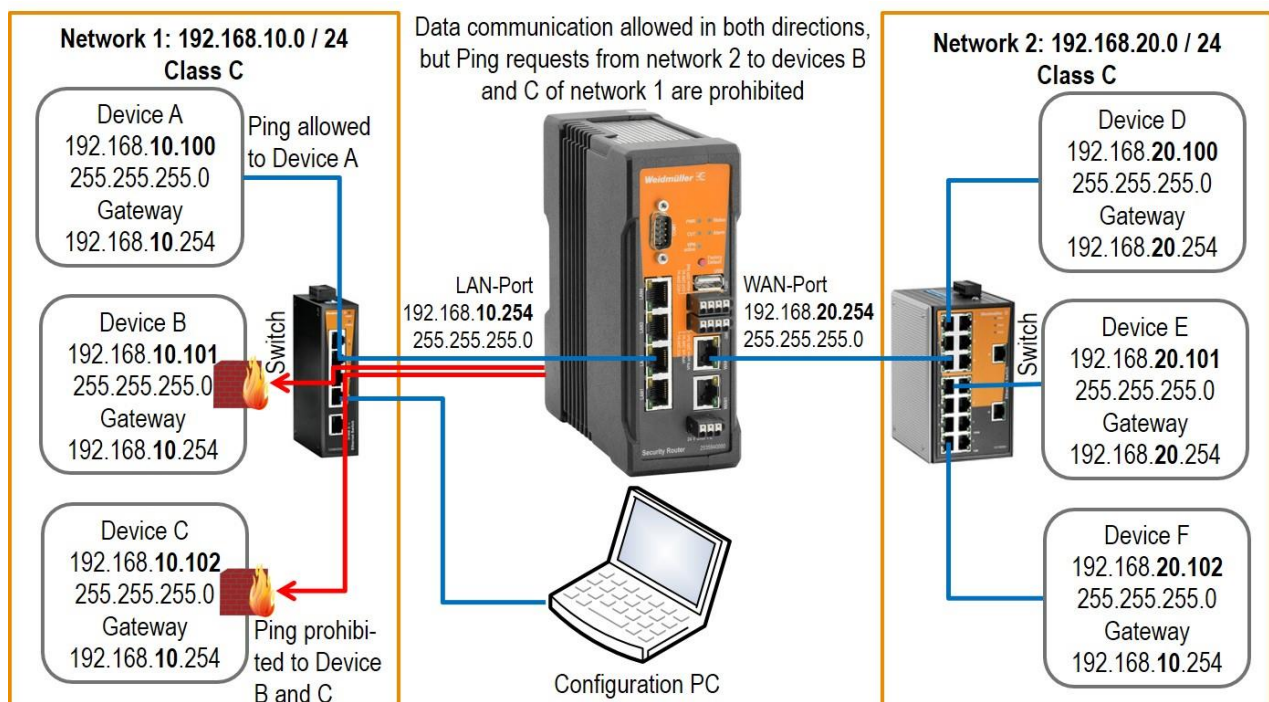 Network 1: 192.168.10.0 / 24
Class C
Device A
192.168.10.100
255.255.255.0
Gateway
192.168.10.254
Ping allowed
to Device A
Device B
192.168.10.101
255.255.255.0
Gateway
192.168.10.254
Switch
Device C
192.168.10.102
255.255.255.0
Gateway
192.168.10.254
Ping prohibi-
ted to Device
B and C
Data communication allowed in both directions,
but Ping requests from network 2 to devices B
and C of network 1 are prohibited
Weidmüller
LAN-Port
192.168.10.254
255.255.255.0
WAN-Port
192.168.20.254
255.255.255.0
Security Router
Configuration PC
Network 2: 192.168.20.0 / 24
Class C
Device D
192.168.20.100
255.255.255.0
Gateway
192.168.20.254
Switch
Device E
192.168.20.101
255.255.255.0
Gateway
192.168.20.254
Device F
192.168.20.102
255.255.255.0
Gateway
192.168.10.254